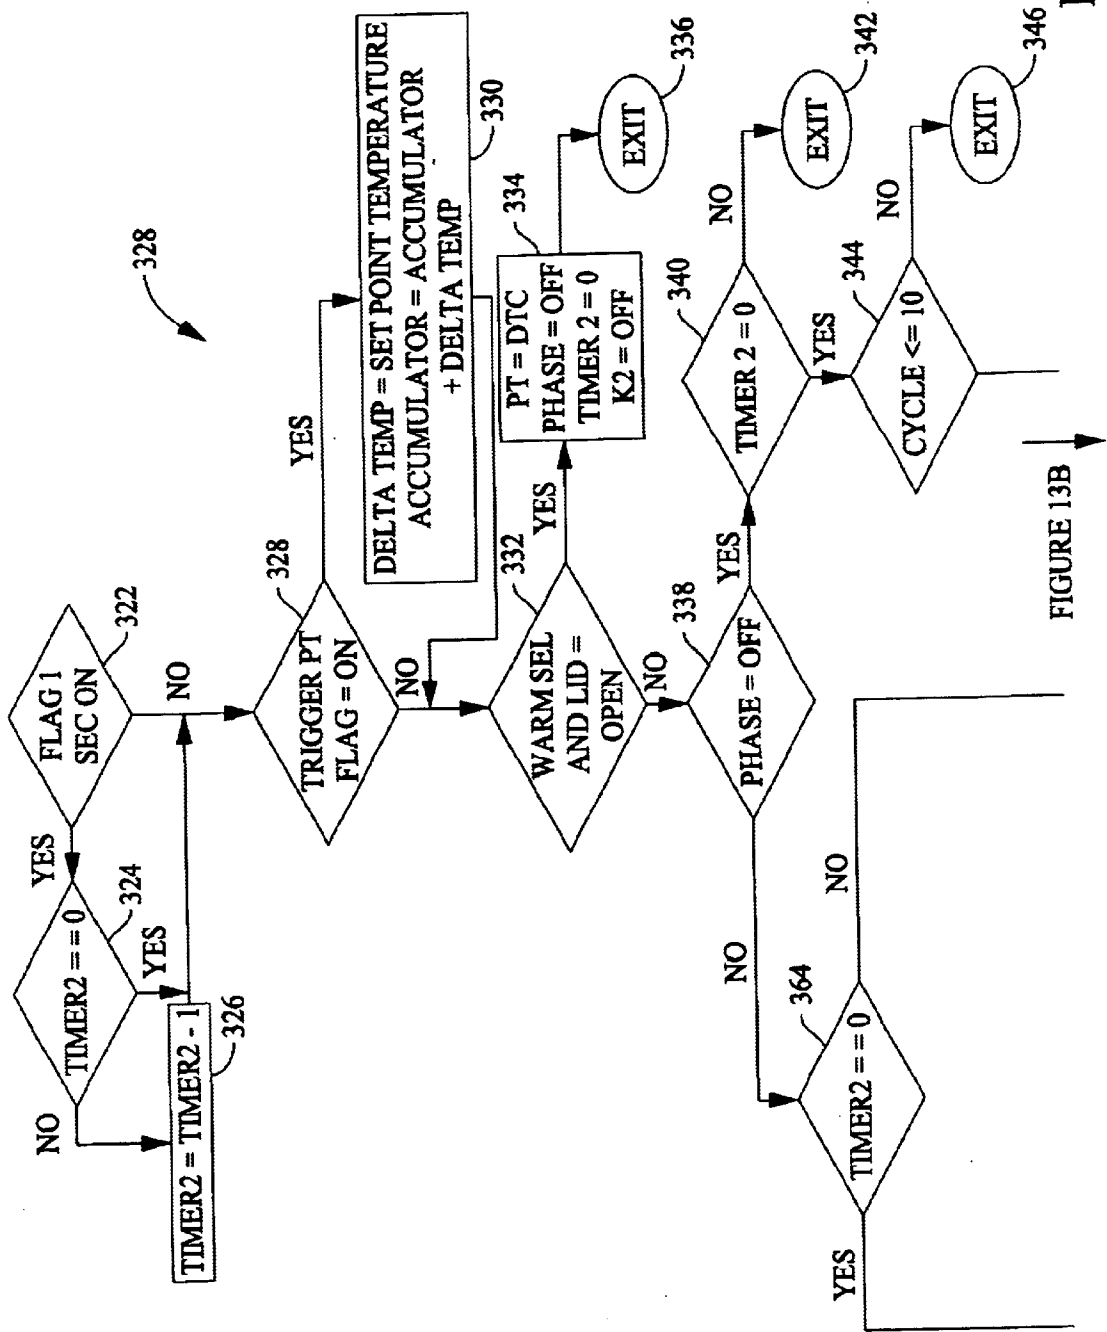 328
FLAG 1
SEC ON
322
YES
NO
TIMER2 = = 0
324
NO
YES
TIMER2 = TIMER2 - 1
326
TRIGGER PT
FLAG = ON
328
YES
NO
DELTA TEMP = SET POINT TEMPERATURE
ACCUMULATOR = ACCUMULATOR
+ DELTA TEMP
330
WARM SEL
AND LID =
OPEN
332
YES
NO
PT = DTC
PHASE = OFF
TIMER 2 = 0
K2 = OFF
334
EXIT
336
PHASE = OFF
338
YES
NO
TIMER 2 = 0
340
NO
YES
EXIT
342
CYCLE <= 10
344
NO
EXIT
346
TIMER2 = = 0
364
YES
NO
FIGURE 13B